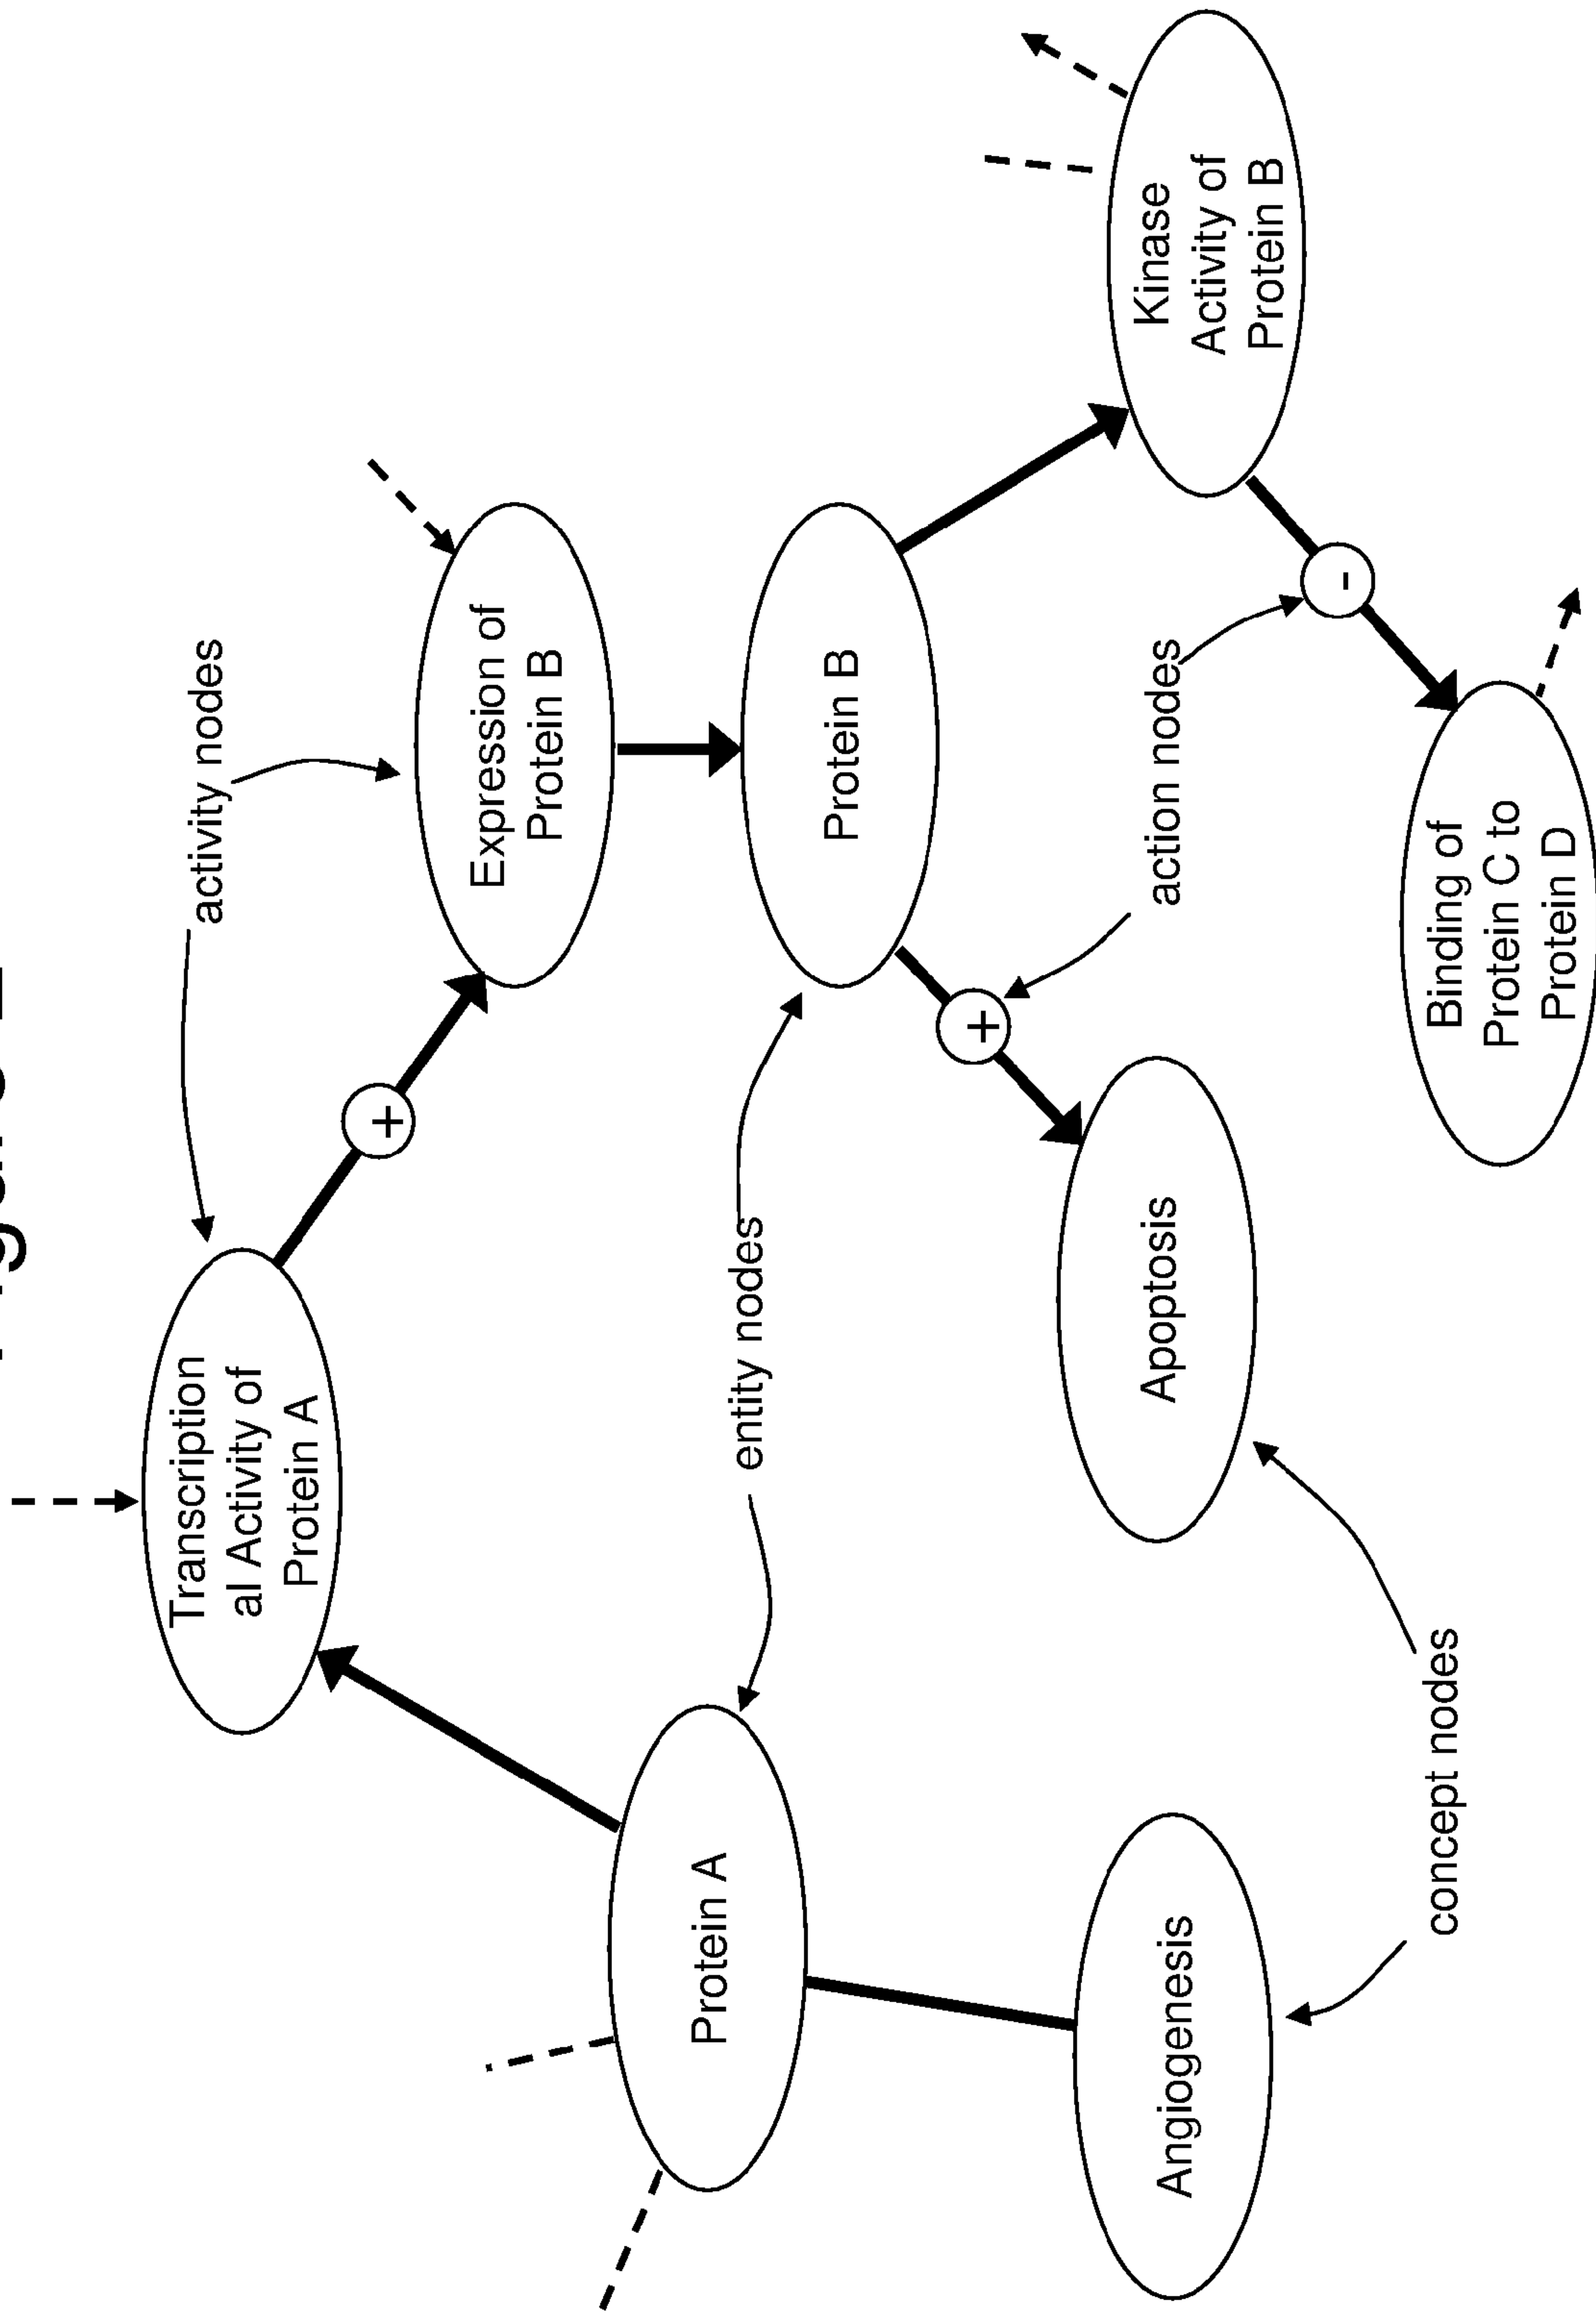 Transcription
al Activity of
Protein A
+
activity nodes
Expression of
Protein B
Protein A
entity nodes
Protein B
+
action nodes
Kinase
Activity of
Protein B
-
Angiogenesis
Apoptosis
concept nodes
Binding of
Protein C to
Protein D